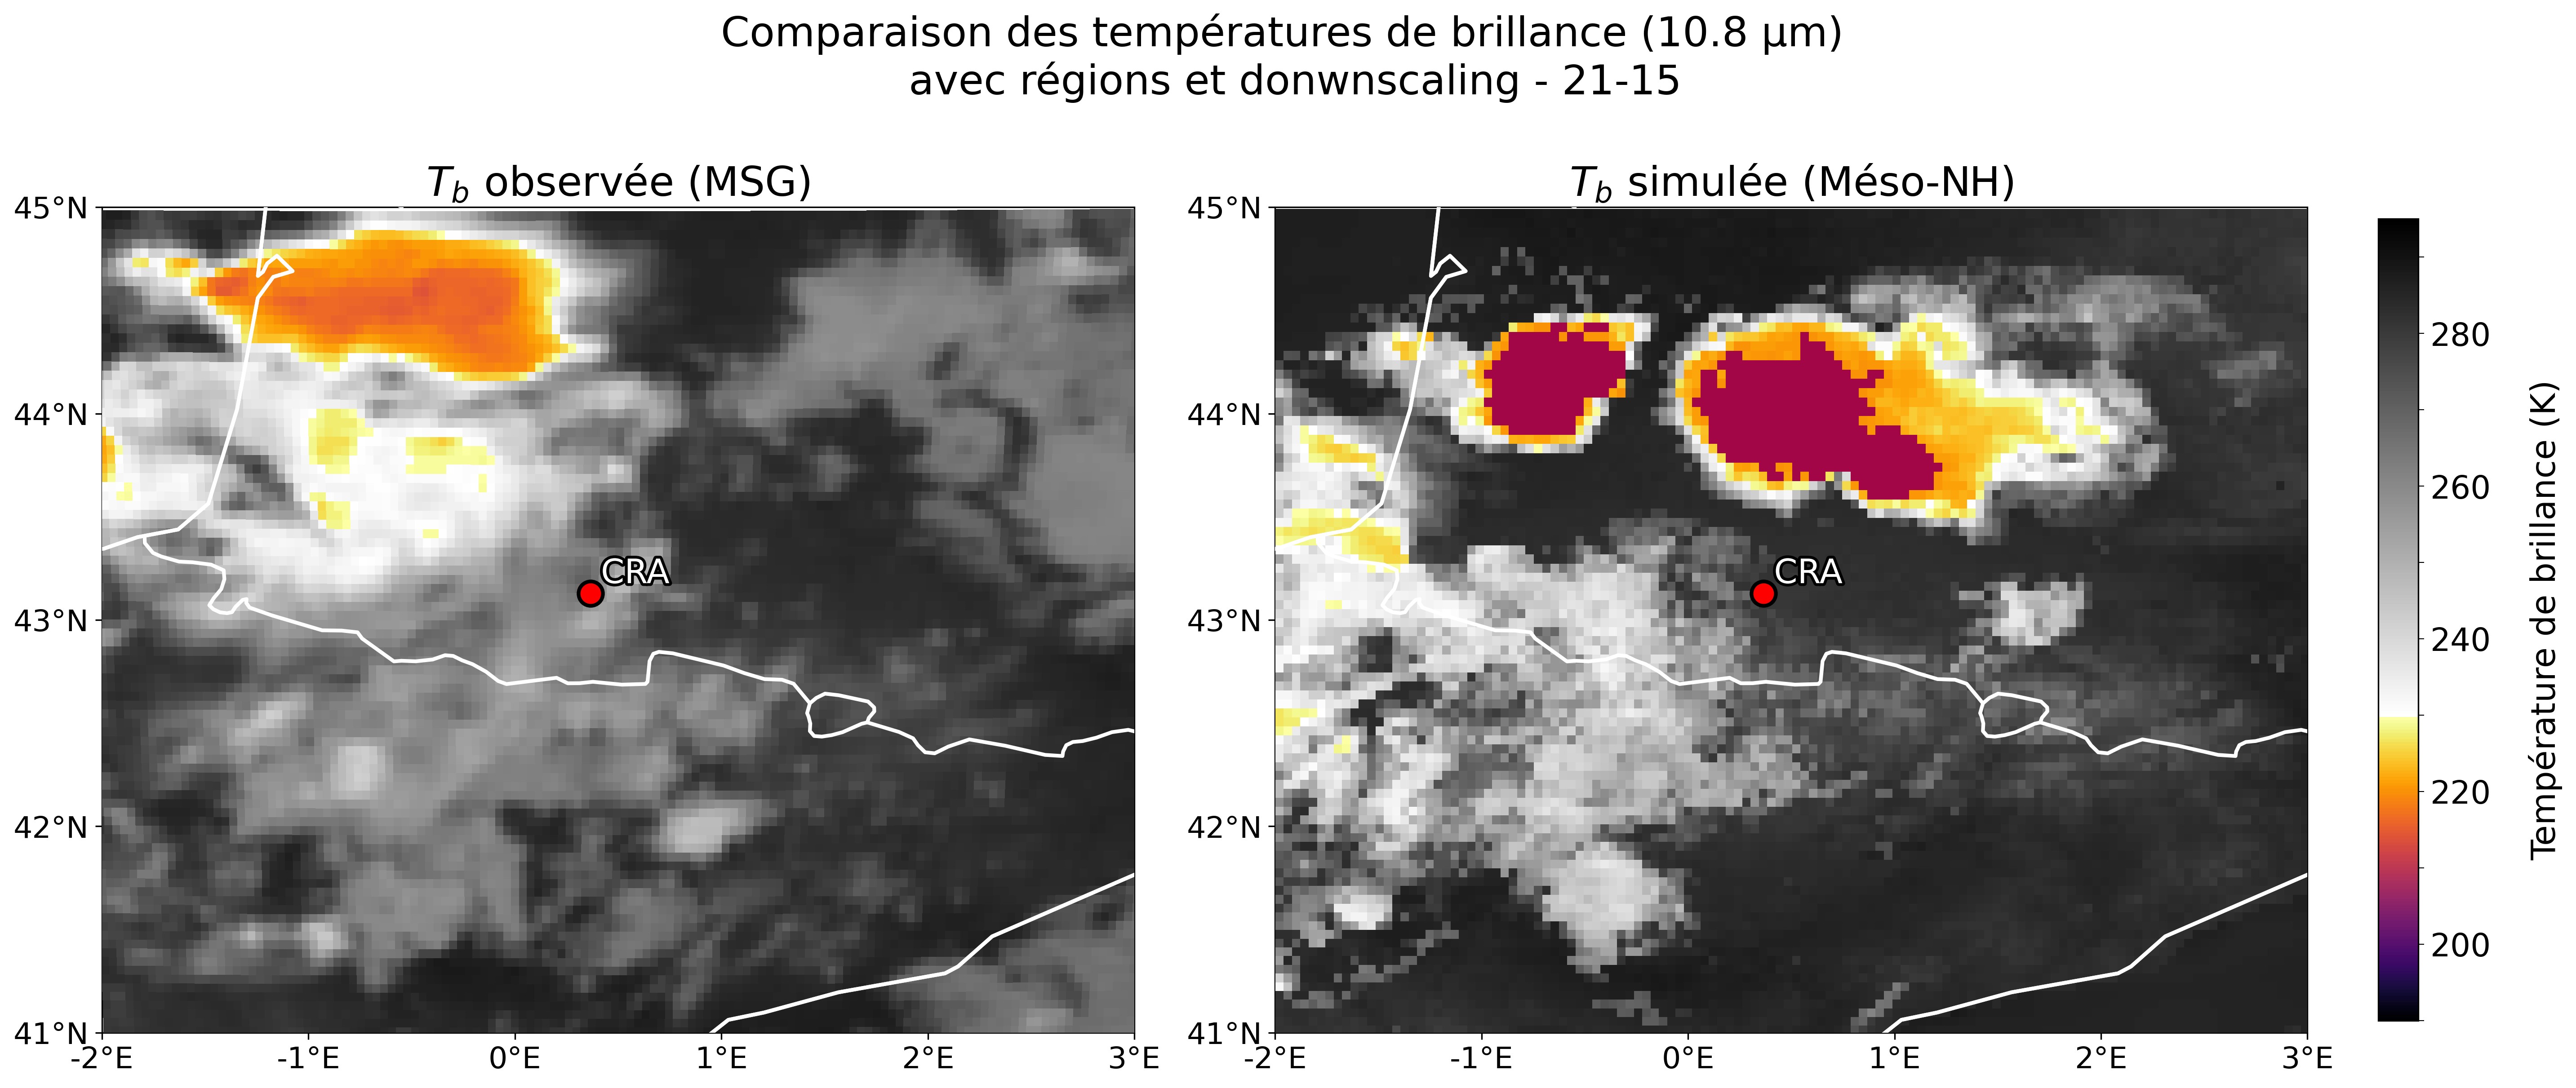 Comparaison des températures de brillance (10.8 µm)
avec régions et donwnscaling - 21-15
T_b observée (MSG)
T_b simulée (Méso-NH)
45°N
44°N
43°N
42°N
41°N
-2°E
-1°E
0°E
1°E
2°E
3°E
CRA
45°N
44°N
43°N
42°N
41°N
-2°E
-1°E
0°E
1°E
2°E
3°E
CRA
280
260
240
220
200
Température de brillance (K)